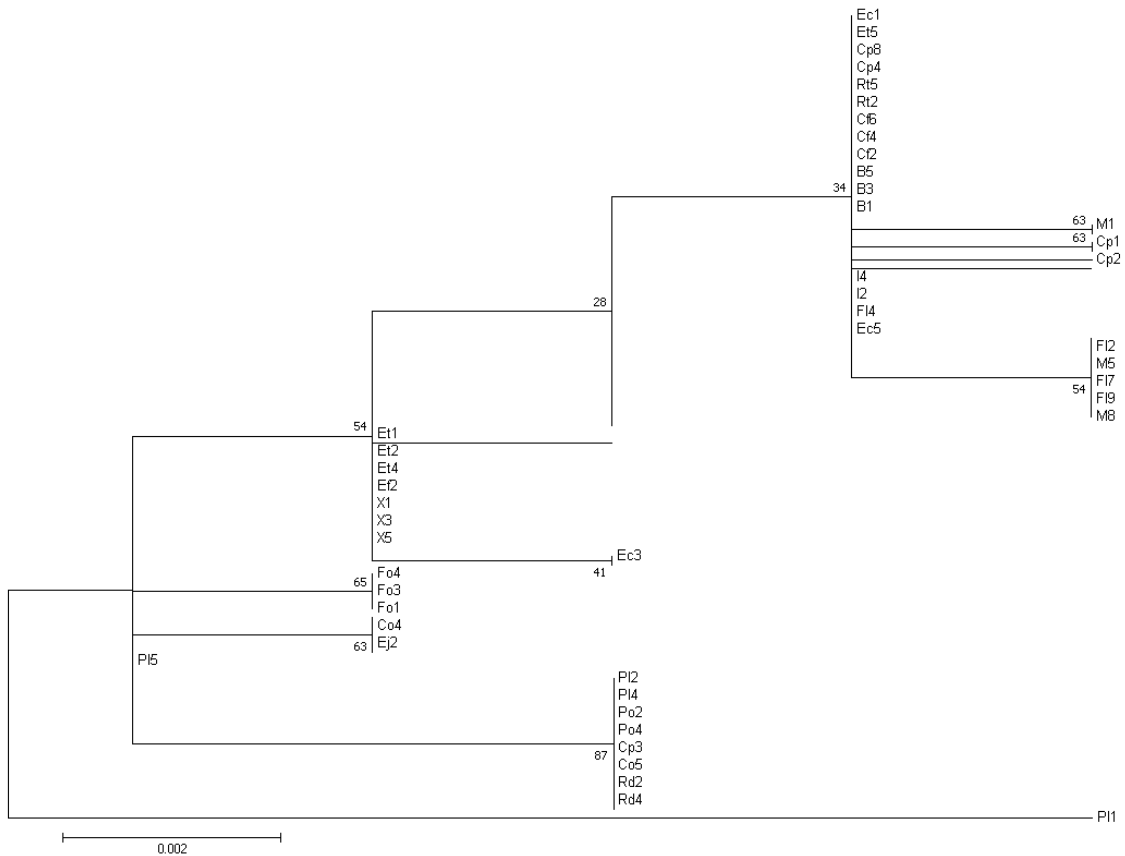 Ec1
Et5
Cp8
Cp4
Rt5
Rt2
Cf6
Cf4
Cf2
B5
34 B3
B1
63 M1
63 Cp1
Cp2
I4
I2
28 Fl4
Ec5
Fl2
M5
Fl7
54 Fl9
M8
54 Et1
Et2
Et4
Ef2
X1
X3
X5
Ec3
41
Fo4
65 Fo3
Fo1
Co4
63 Ej2
Pl5
Pl2
Pl4
Po2
Po4
Cp3
87 Co5
Rd2
Rd4
Pl1
0.002